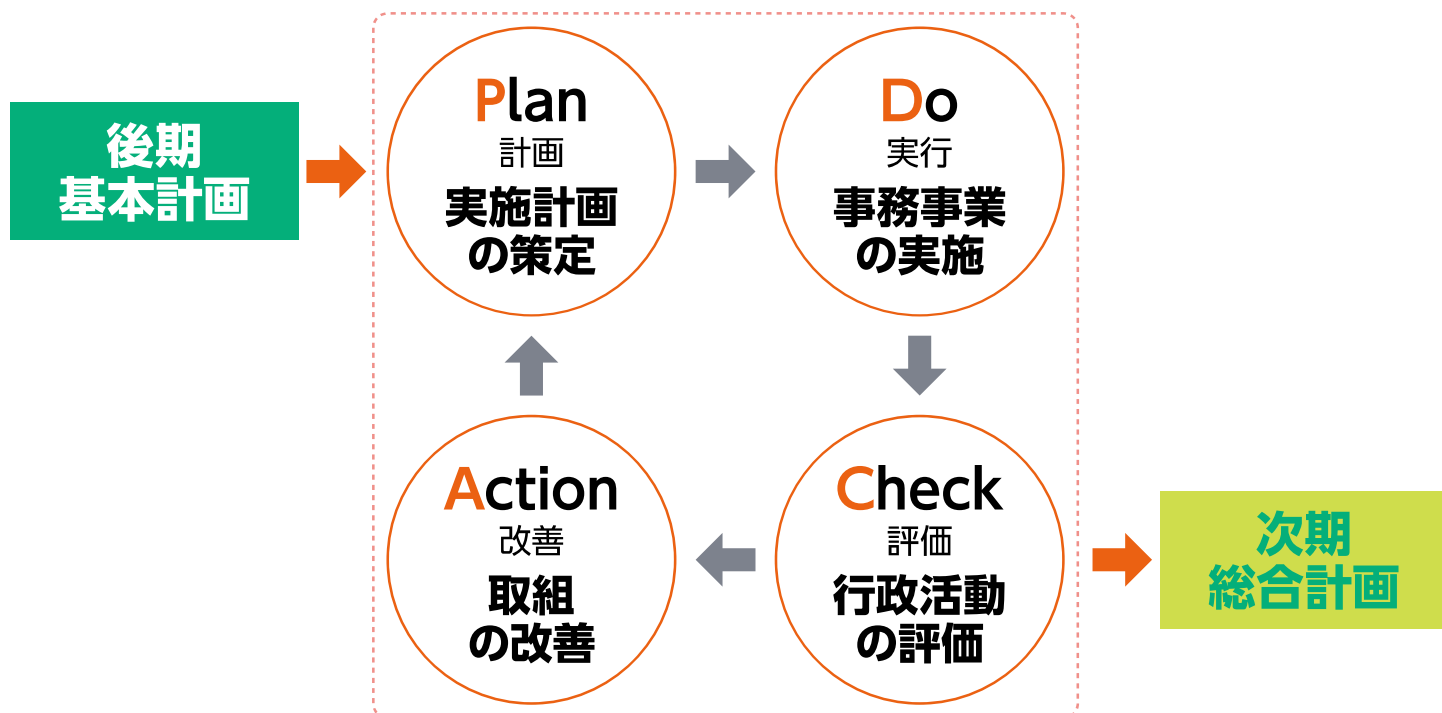 後期
基本計画
Plan
計画
実施計画
の策定
Do
実行
事務事業
の実施
Action
改善
取組
の改善
Check
評価
行政活動
の評価
次期
総合計画